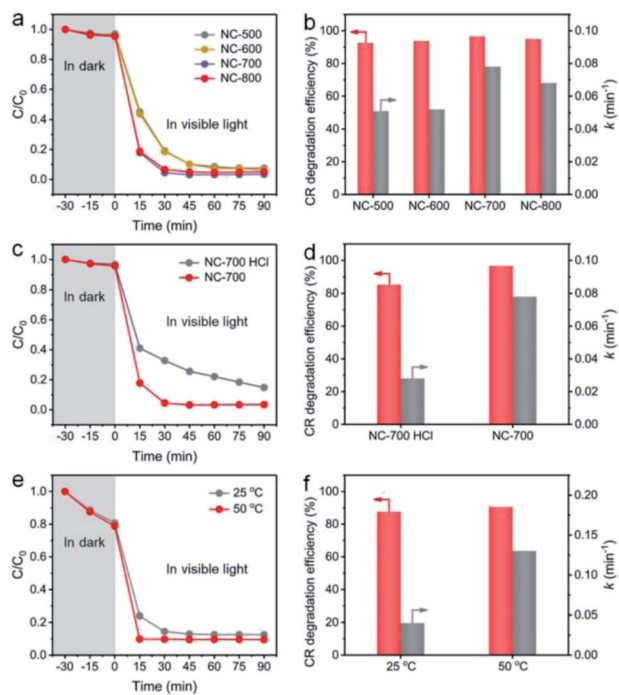 a
NC-500
NC-600
NC-700
NC-800
In dark
In visible light
C/C0
1.0
0.8
0.6
0.4
0.2
0.0
-30 -15 0 15 30 45 60 75 90
Time (min)
b
CR degradation efficiency (%)
100
90
80
70
60
50
40
30
20
10
0
k (min-1)
0.10
0.08
0.06
0.04
0.02
0.00
NC-500 NC-600 NC-700 NC-800
c
NC-700 HCl
NC-700
In dark
In visible light
C/C0
1.0
0.8
0.6
0.4
0.2
0.0
-30 -15 0 15 30 45 60 75 90
Time (min)
d
CR degradation efficiency (%)
100
80
60
40
20
0
k (min-1)
0.10
0.08
0.06
0.04
0.02
0.00
NC-700 HCl NC-700
e
25 ºC
50 ºC
In dark
In visible light
C/C0
1.0
0.8
0.6
0.4
0.2
0.0
-30 -15 0 15 30 45 60 75 90
Time (min)
f
CR degradation efficiency (%)
100
80
60
40
20
0
k (min-1)
0.20
0.15
0.10
0.05
0.00
25 ºC 50 ºC